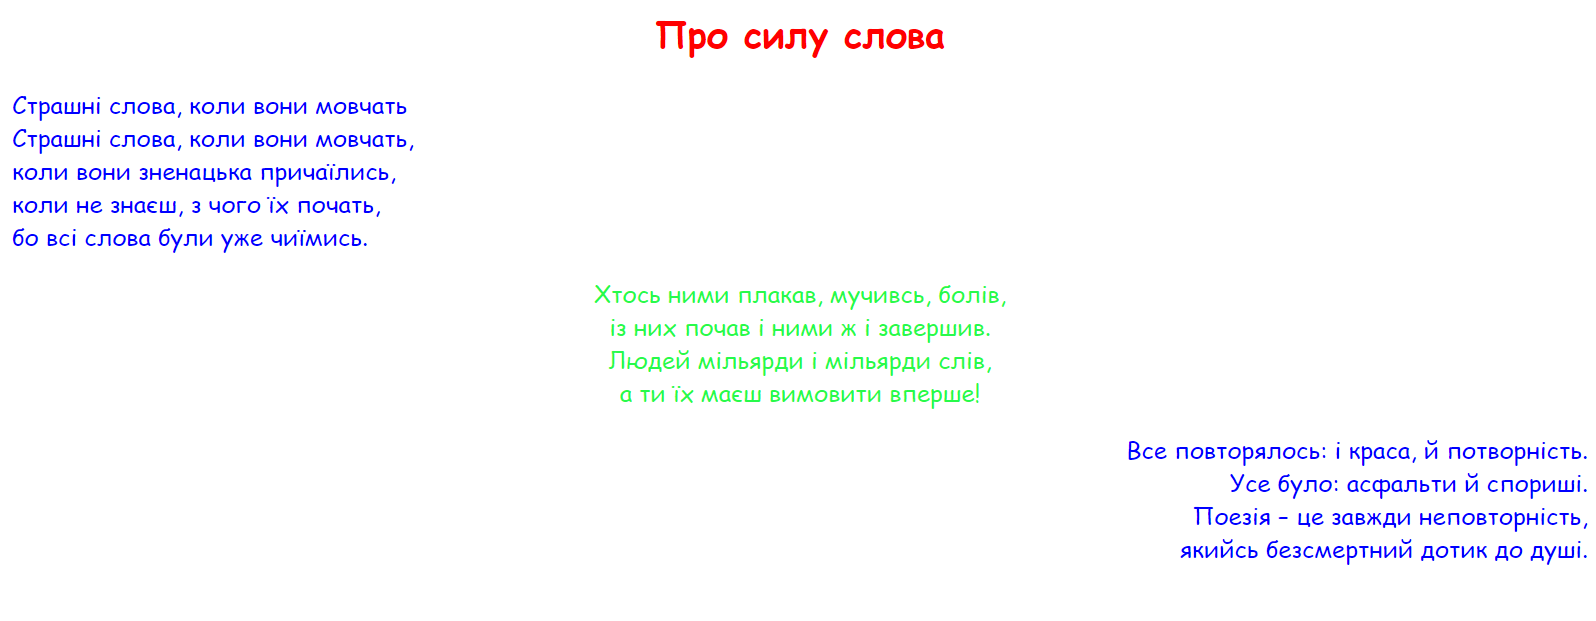 Про силу слова
Страшні слова, коли вони мовчать
Страшні слова, коли вони мовчать,
коли вони зненацька причаїлись,
коли не знаєш, з чого їх почать,
бо всі слова були уже чиїмись.
Хтось ними плакав, мучивсь, болів,
із них почав і ними ж і завершив.
Людей мільярди і мільярди слів,
а ти їх маєш вимовити вперше!
Все повторялось: і краса, й потворність.
Усе було: асфальти й спориші.
Поезія – це завжди неповторність,
якийсь безсмертний дотик до душі.